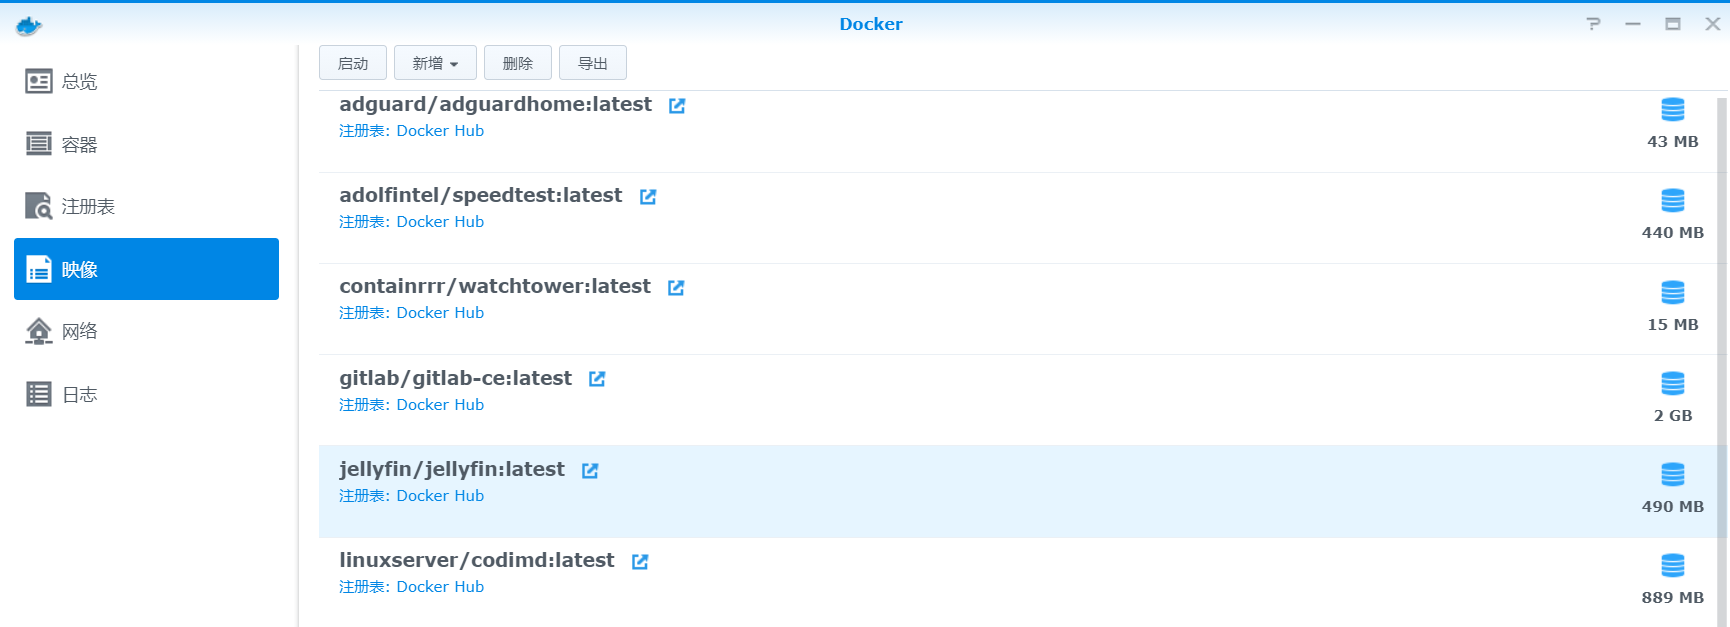 Docker
启动 新增 删除 导出
总览
容器
注册表
映像
网络
日志
adguard/adguardhome:latest
注册表: Docker Hub
43 MB
adolfintel/speedtest:latest
注册表: Docker Hub
440 MB
containrrr/watchtower:latest
注册表: Docker Hub
15 MB
gitlab/gitlab-ce:latest
注册表: Docker Hub
2 GB
jellyfin/jellyfin:latest
注册表: Docker Hub
490 MB
linuxserver/codimd:latest
注册表: Docker Hub
889 MB